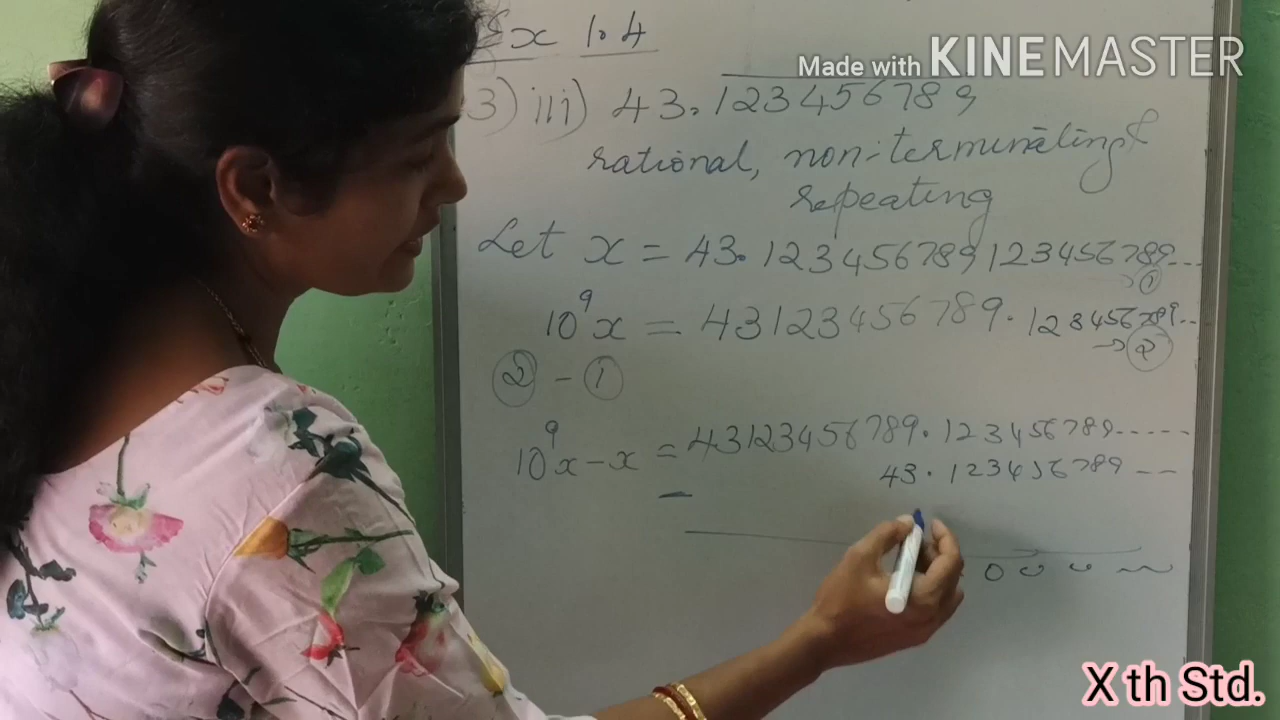 Ex 1.4
Made with KINEMASTER
3) iii) 43.123456789
rational, non-terminating &
repeating
Let x = 43.123456789123456789...
→ ①
10⁹x = 43123456789.123456789...
→ ②
② - ①
10⁹x - x = 43123456789.123456789-----
43.123456789 --
000
X th Std.